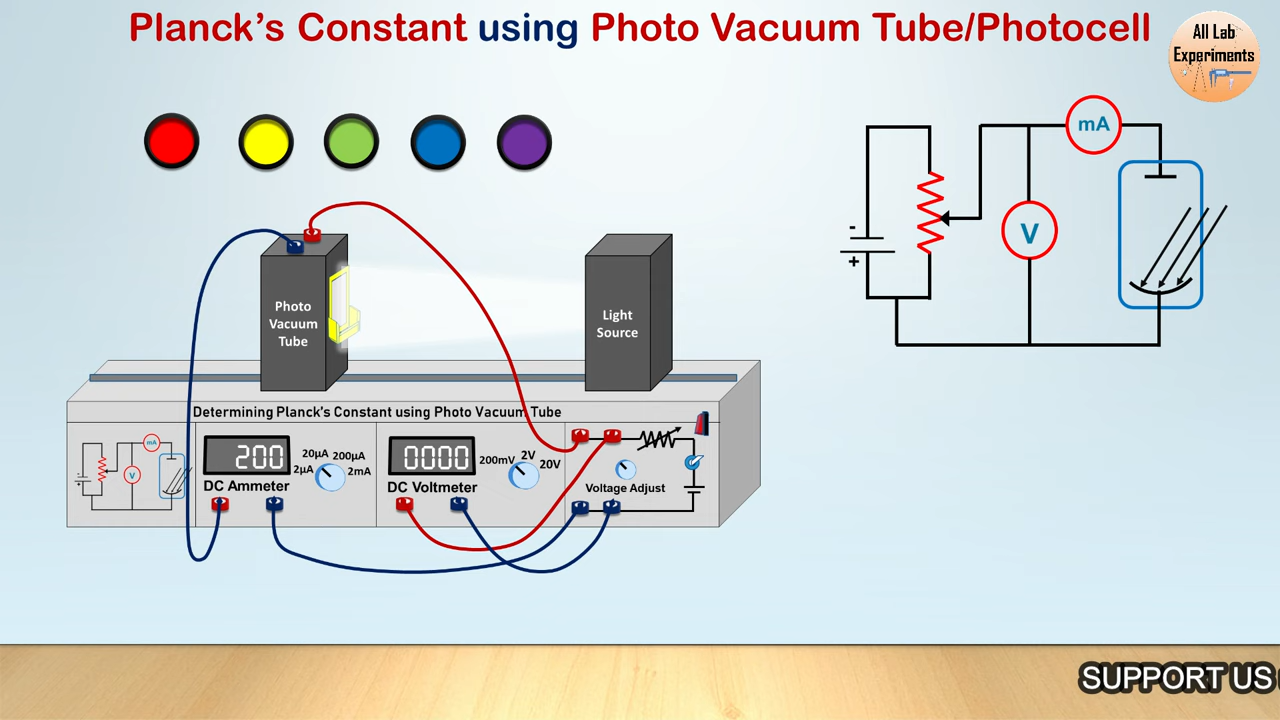 Planck's Constant using Photo Vacuum Tube/Photocell
All Lab
Experiments
mA
V
-
+
Photo
Vacuum
Tube
Light
Source
Determining Planck's Constant using Photo Vacuum Tube
mA
V
200
DC Ammeter
2µA
20µA
200µA
2mA
0000
DC Voltmeter
200mV
2V
20V
Voltage Adjust
SUPPORT US